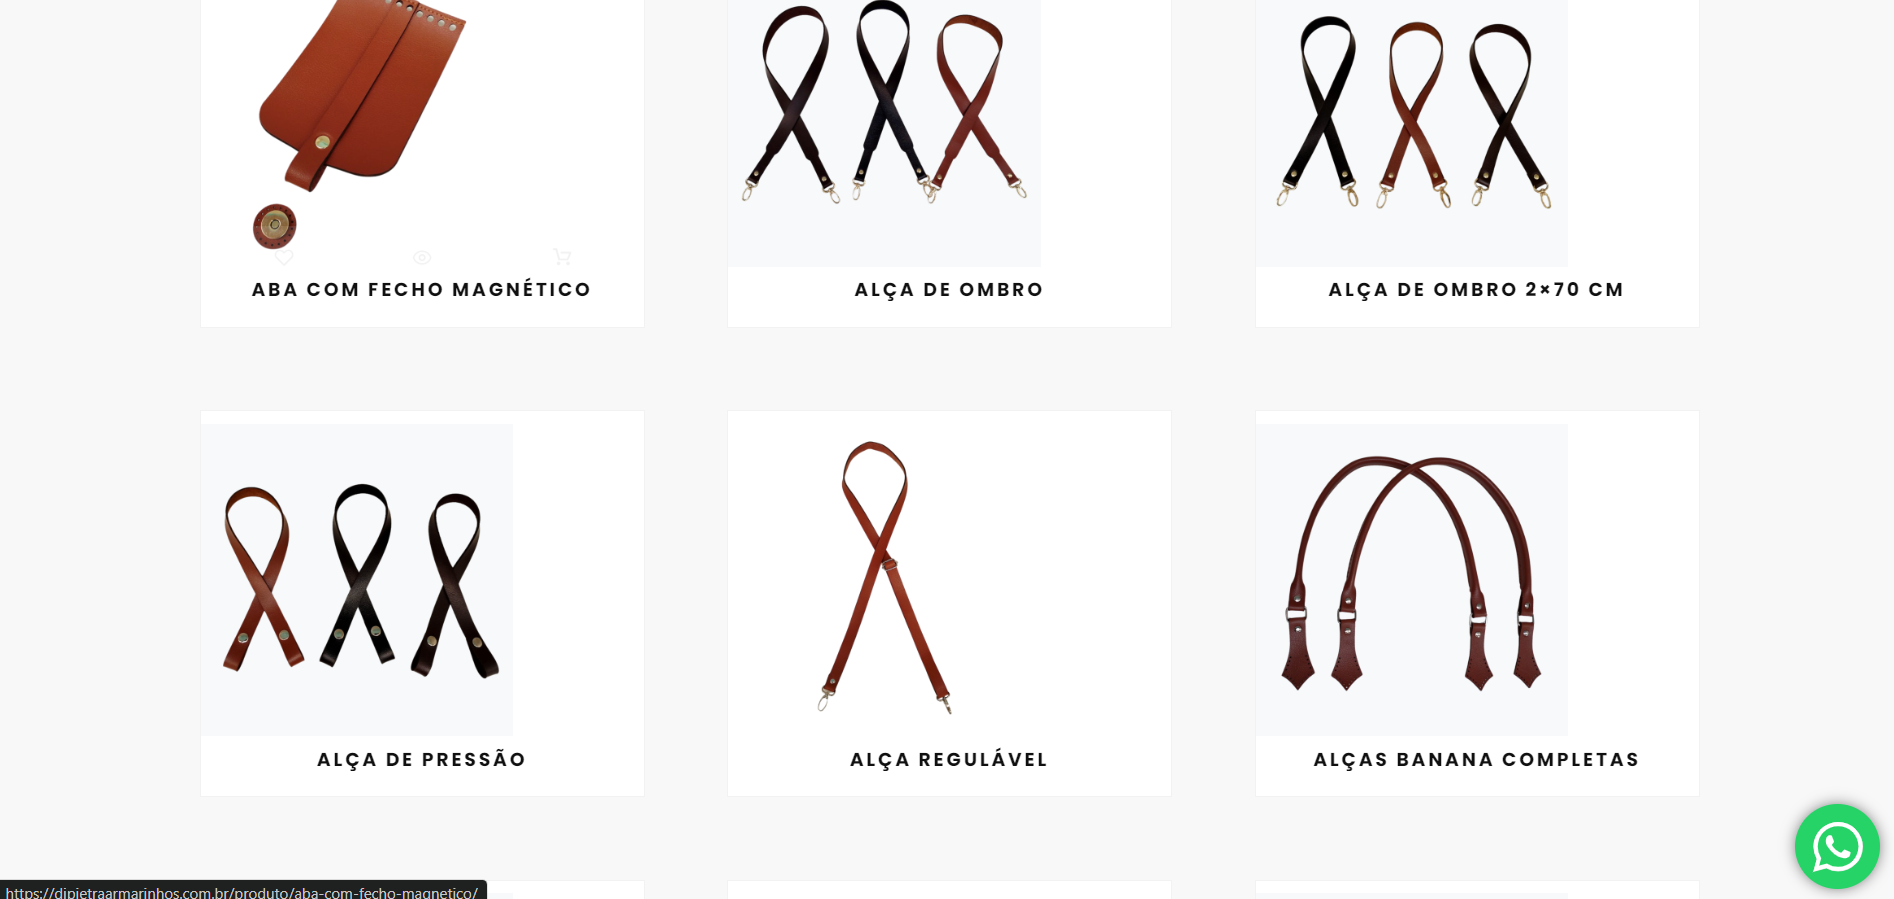 ABA COM FECHO MAGNÉTICO
ALÇA DE OMBRO
ALÇA DE OMBRO 2×70 CM
ALÇA DE PRESSÃO
ALÇA REGULÁVEL
ALÇAS BANANA COMPLETAS
https://dipietraarmarinhos.com.br/produto/aba-com-fecho-magnetico/